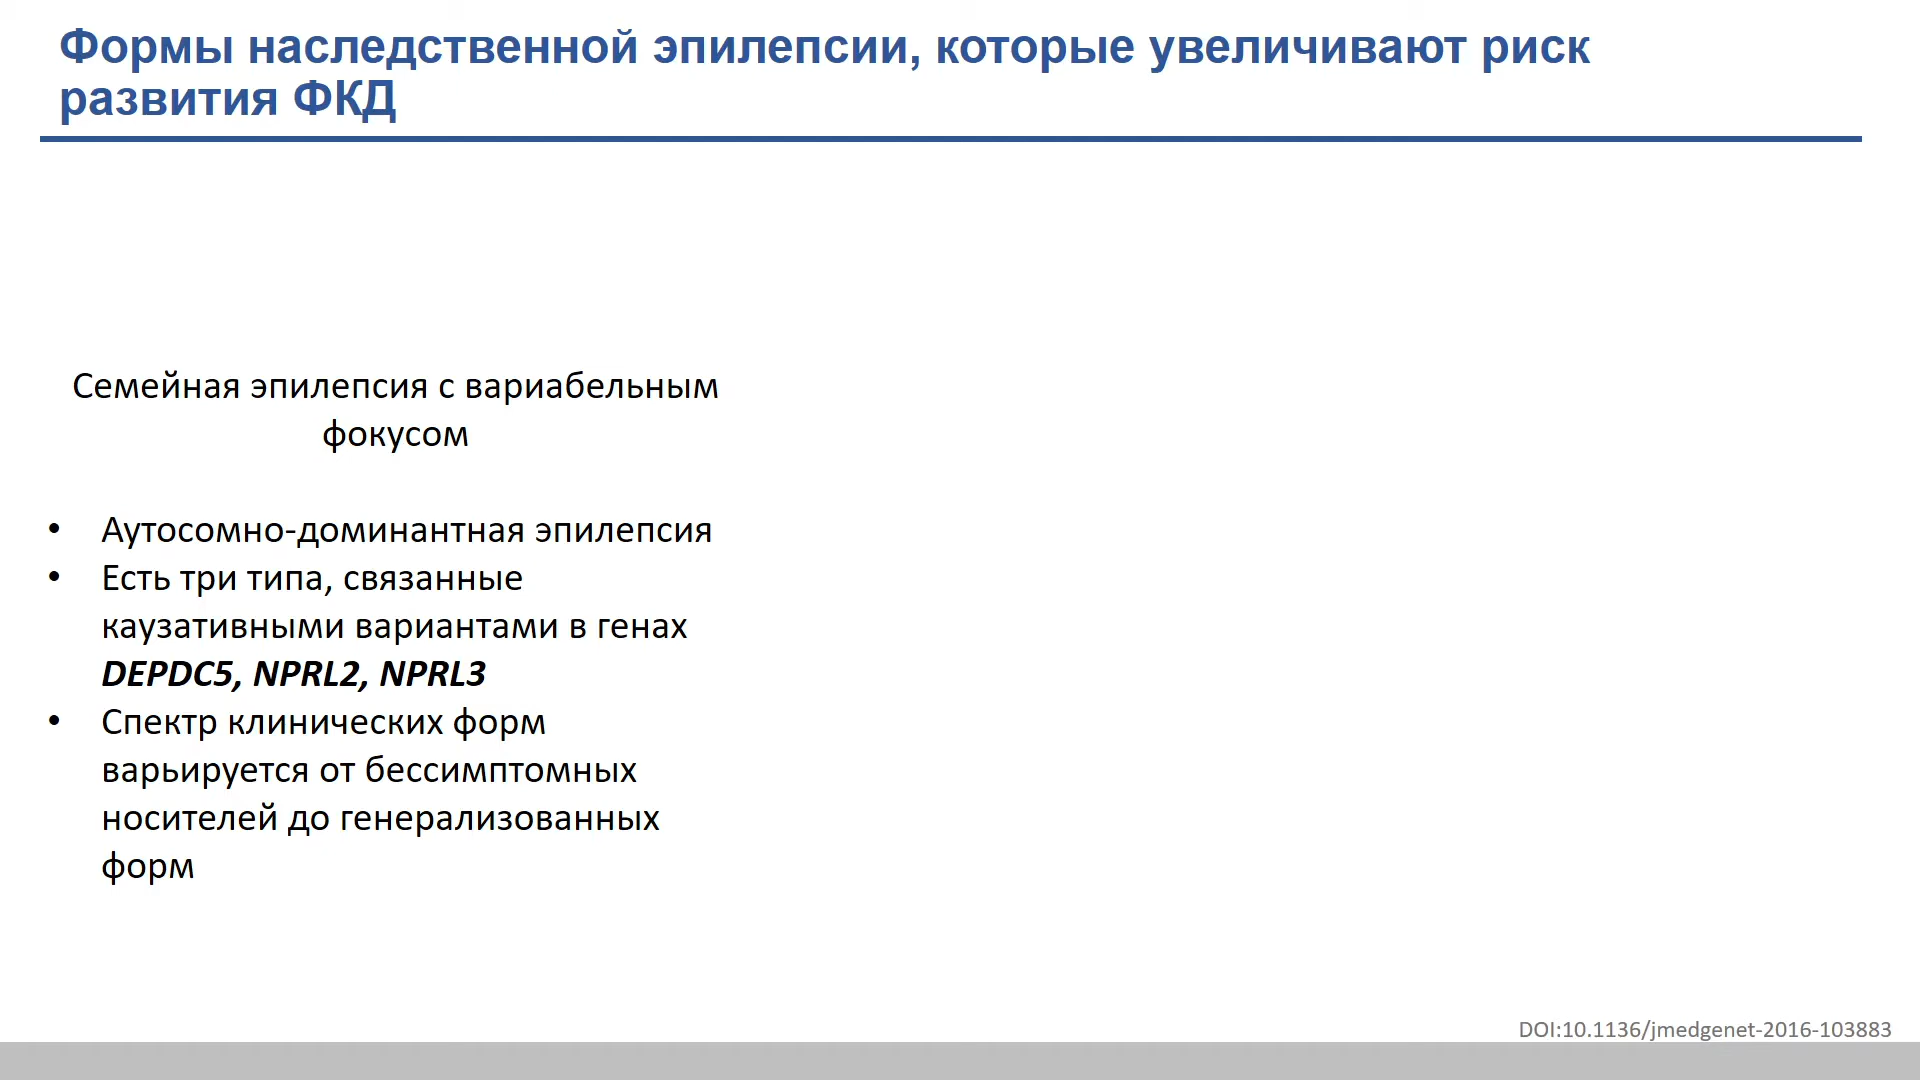 Формы наследственной эпилепсии, которые увеличивают риск
развития ФКД
Семейная эпилепсия с вариабельным
фокусом
• Аутосомно-доминантная эпилепсия
• Есть три типа, связанные
каузативными вариантами в генах
DEPDC5, NPRL2, NPRL3
• Спектр клинических форм
варьируется от бессимптомных
носителей до генерализованных
форм
DOI:10.1136/jmedgenet-2016-103883